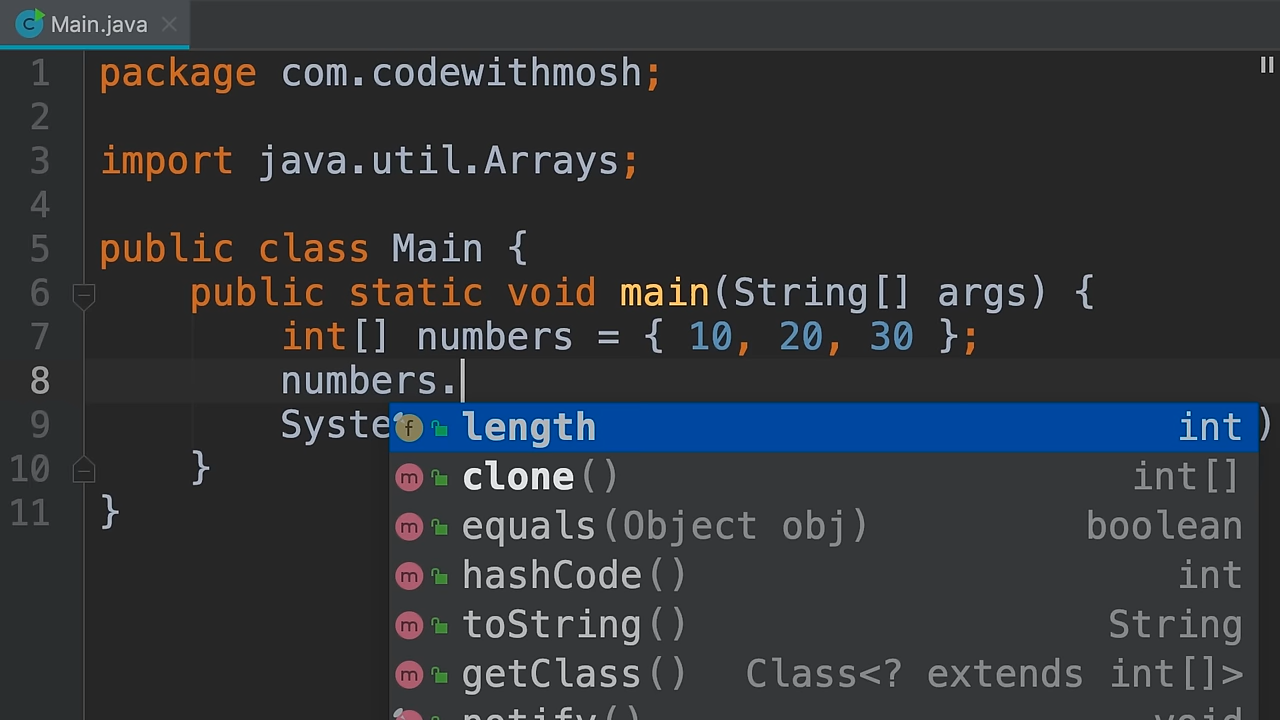 Main.java
1 package com.codewithmosh;
2
3 import java.util.Arrays;
4
5 public class Main {
6 public static void main(String[] args) {
7 int[] numbers = { 10, 20, 30 };
8 numbers.
9 Syste )
length int
clone() int[]
equals(Object obj) boolean
hashCode() int
toString() String
getClass() Class<? extends int[]>
notify() void
10 }
11 }